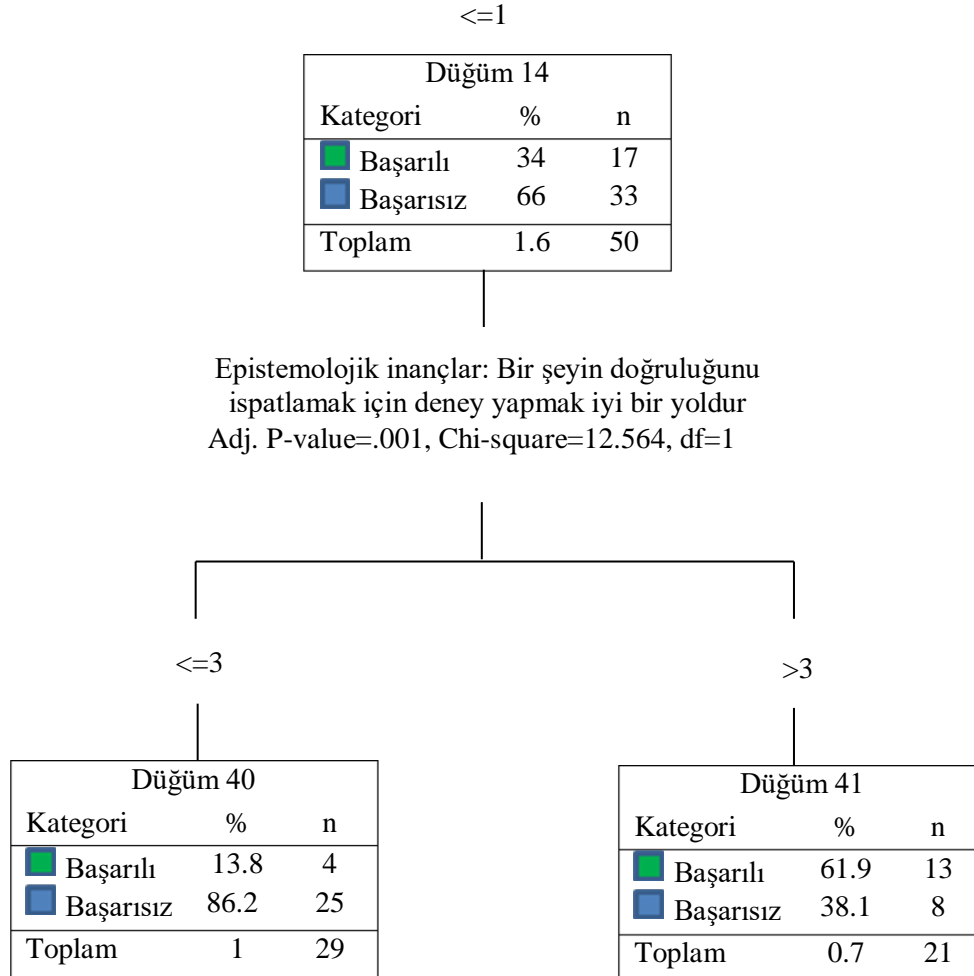 <=1
Düğüm 14
Kategori % n
Başarılı 34 17
Başarısız 66 33
Toplam 1.6 50
Epistemolojik inançlar: Bir şeyin doğruluğunu
ispatlamak için deney yapmak iyi bir yoldur
Adj. P-value=.001, Chi-square=12.564, df=1
<=3
>3
Düğüm 40
Kategori % n
Başarılı 13.8 4
Başarısız 86.2 25
Toplam 1 29
Düğüm 41
Kategori % n
Başarılı 61.9 13
Başarısız 38.1 8
Toplam 0.7 21